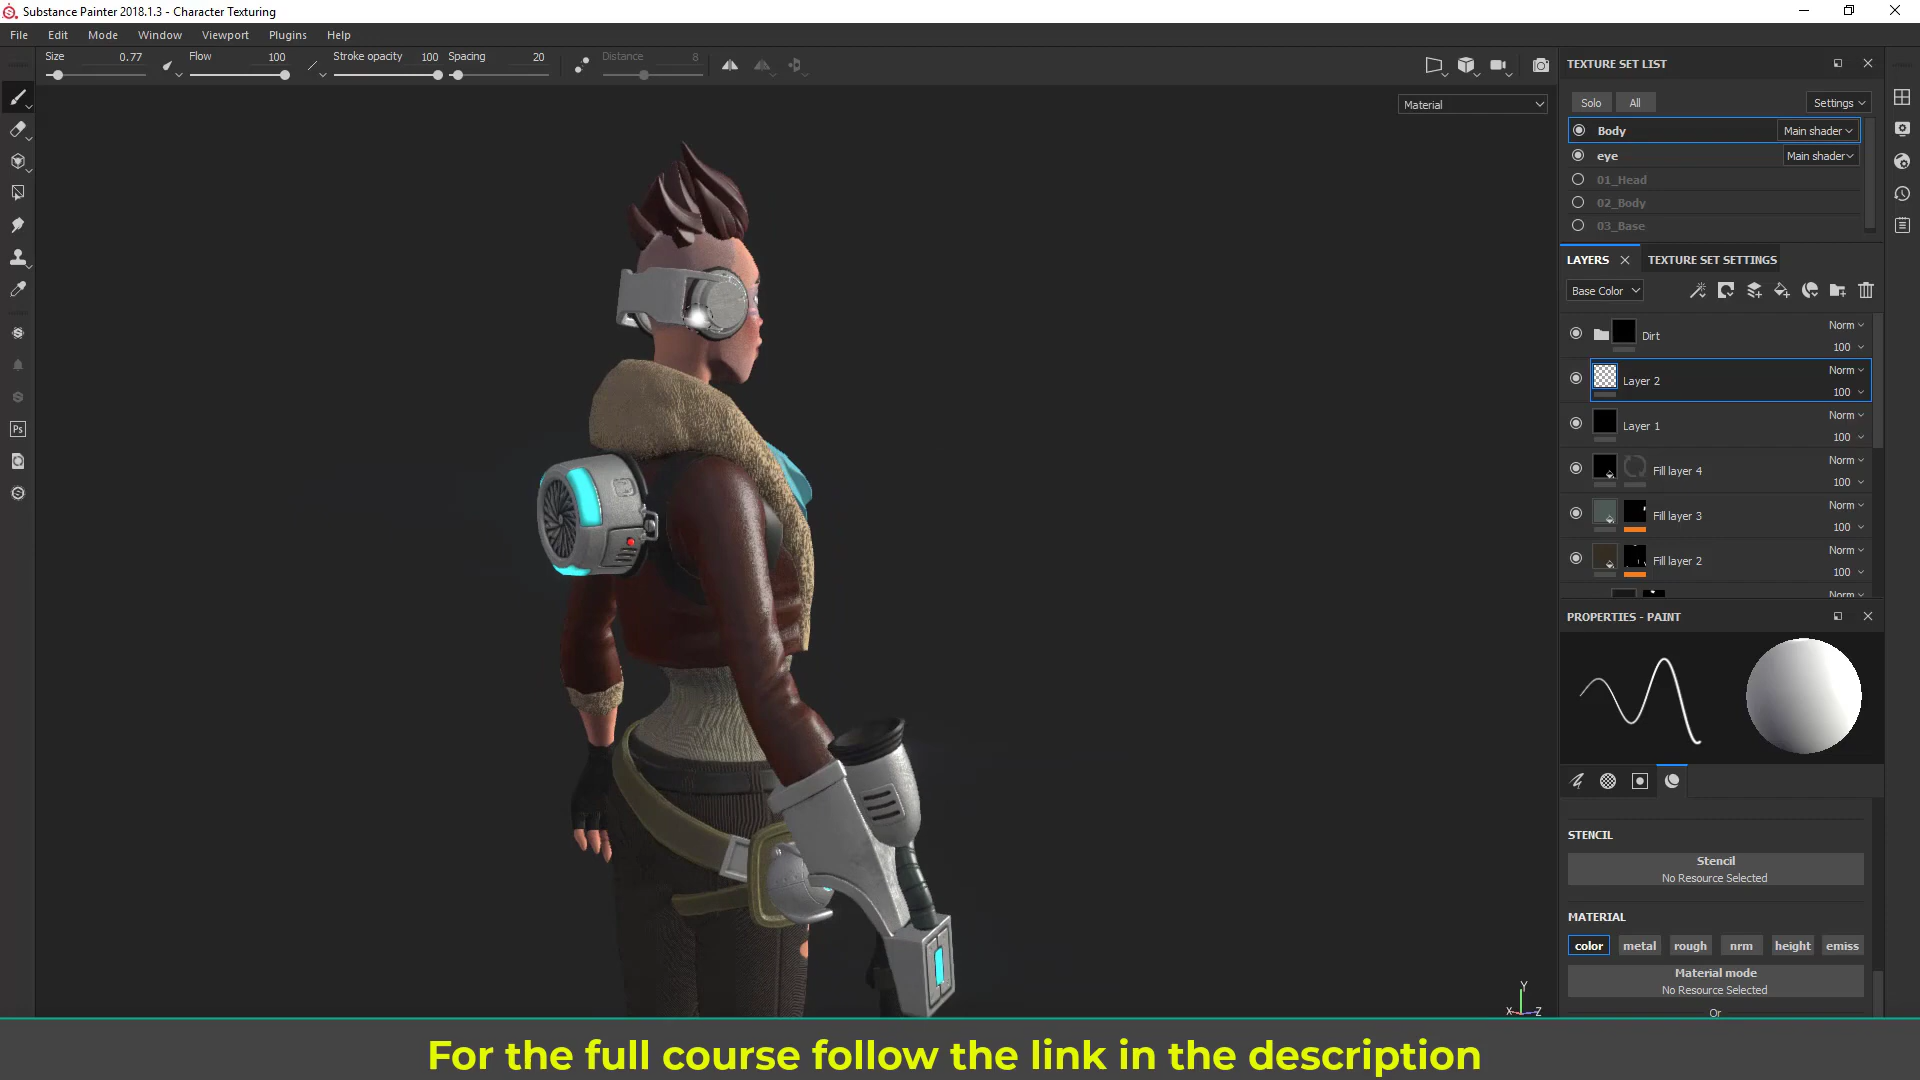 Substance Painter 2018.1.3 - Character Texturing
File Edit Mode Window Viewport Plugins Help
Size 0.77 Flow 100 Stroke opacity 100 Spacing 20 Distance 8
Material
TEXTURE SET LIST
Solo All Settings
Body Main shader
eye Main shader
01_Head
02_Body
03_Base
LAYERS TEXTURE SET SETTINGS
Base Color
Dirt Norm
100
Layer 2 Norm
100
Layer 1 Norm
100
Fill layer 4 Norm
100
Fill layer 3 Norm
100
Fill layer 2 Norm
100
Norm
PROPERTIES - PAINT
STENCIL
Stencil
No Resource Selected
MATERIAL
color metal rough nrm height emiss
Material mode
No Resource Selected
Or
Ps
Y
X Z
For the full course follow the link in the description